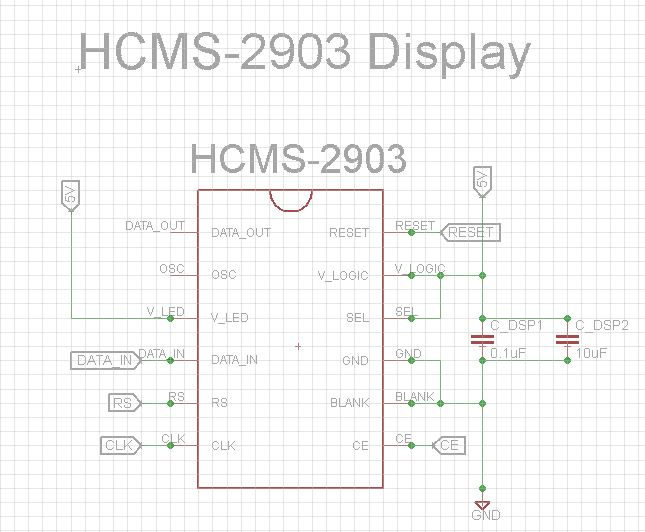 HCMS-2903 Display
HCMS-2903
5V
5V
DATA_OUT DATA_OUT RESET RESET RESET
OSC OSC V_LOGIC V_LOGIC
V_LED V_LED SEL SEL
C_DSP1 C_DSP2
0.1uF 10uF
DATA_IN DATA_IN DATA_IN GND GND
RS RS RS BLANK BLANK
CLK CLK CLK CE CE CE
GND